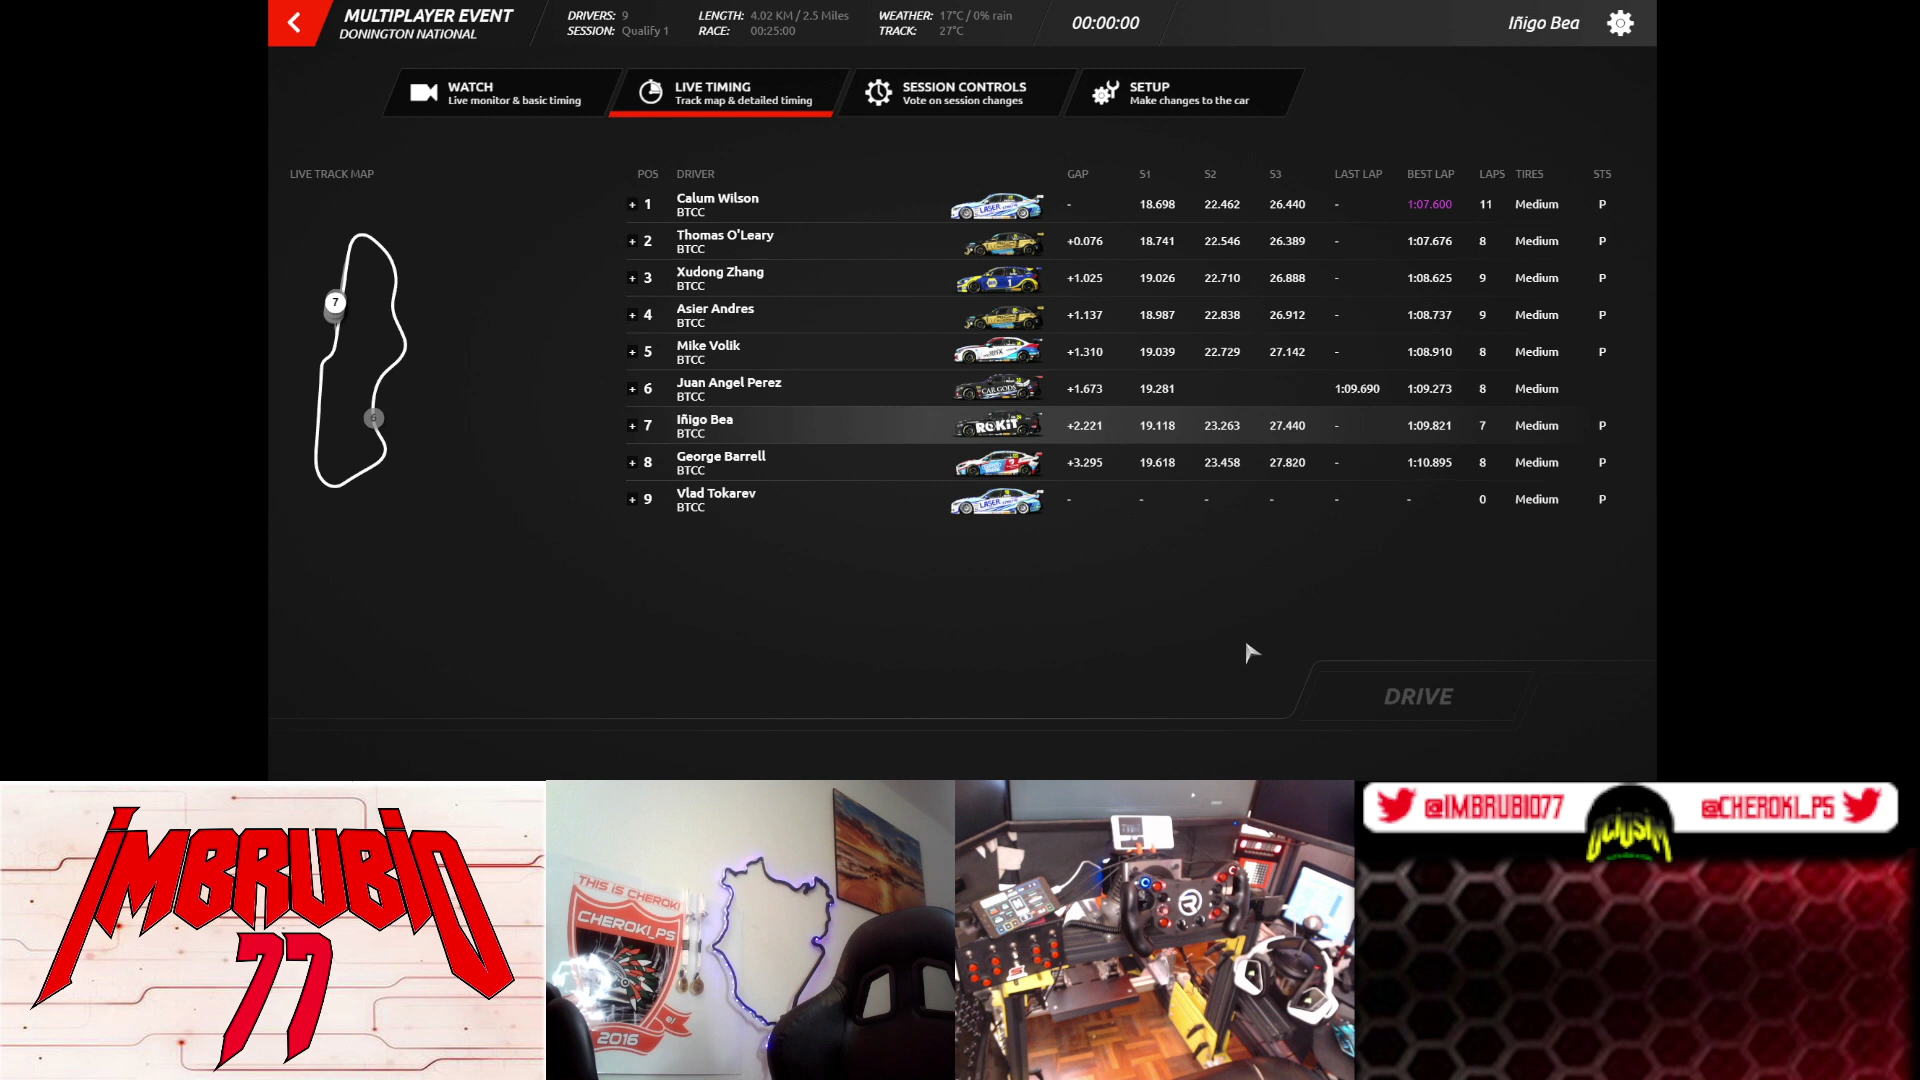 MULTIPLAYER EVENT
DONINGTON NATIONAL
DRIVERS: 9
SESSION: Qualify 1
LENGTH: 4.02 KM / 2.5 Miles
RACE: 00:25:00
WEATHER: 17°C / 0% rain
TRACK: 27°C
00:00:00
Iñigo Bea
WATCH
Live monitor & basic timing
LIVE TIMING
Track map & detailed timing
SESSION CONTROLS
Vote on session changes
SETUP
Make changes to the car
LIVE TRACK MAP
7
6
POS DRIVER GAP S1 S2 S3 LAST LAP BEST LAP LAPS TIRES STS
+ 1 Calum Wilson - 18.698 22.462 26.440 - 1:07.600 11 Medium P
BTCC
+ 2 Thomas O'Leary +0.076 18.741 22.546 26.389 - 1:07.676 8 Medium P
BTCC
+ 3 Xudong Zhang +1.025 19.026 22.710 26.888 - 1:08.625 9 Medium P
BTCC
+ 4 Asier Andres +1.137 18.987 22.838 26.912 - 1:08.737 9 Medium P
BTCC
+ 5 Mike Volik +1.310 19.039 22.729 27.142 - 1:08.910 8 Medium P
BTCC
+ 6 Juan Angel Perez CAR GODS +1.673 19.281 1:09.690 1:09.273 8 Medium
BTCC
+ 7 Iñigo Bea ROKiT +2.221 19.118 23.263 27.440 - 1:09.821 7 Medium P
BTCC
+ 8 George Barrell +3.295 19.618 23.458 27.820 - 1:10.895 8 Medium P
BTCC
+ 9 Vlad Tokarev - - - - - - 0 Medium P
BTCC
DRIVE
IMBRUBIO
77
THIS IS CHEROKI
CHEROKI_PS
2016
@IMBRUBIO77
@CHEROKI_PS